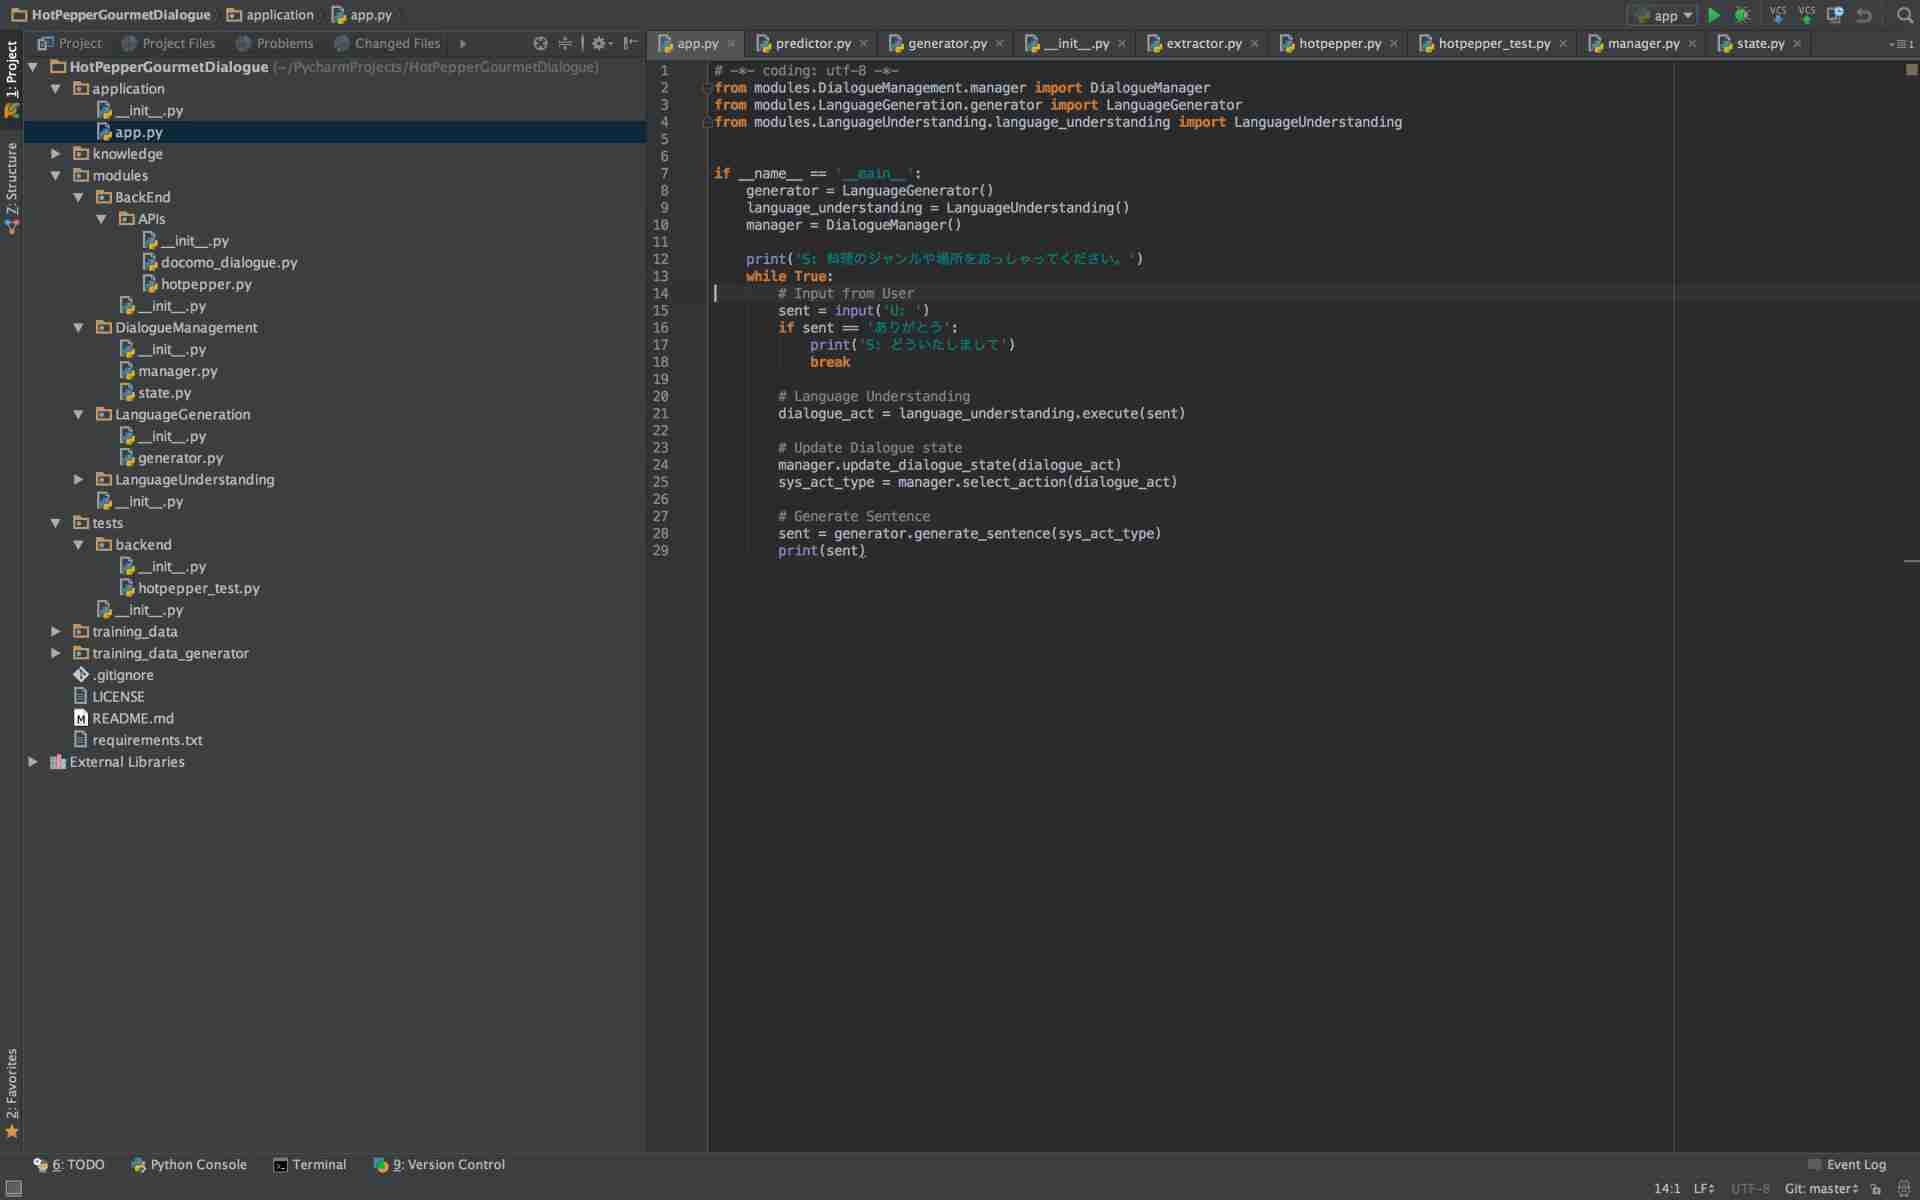 HotPepperGourmetDialogue application app.py
app
VCS VCS
Project Project Files Problems Changed Files
app.py predictor.py generator.py __init__.py extractor.py hotpepper.py hotpepper_test.py manager.py state.py
1: Project
Z: Structure
2: Favorites
HotPepperGourmetDialogue (~/PycharmProjects/HotPepperGourmetDialogue)
application
__init__.py
app.py
knowledge
modules
BackEnd
APIs
__init__.py
docomo_dialogue.py
hotpepper.py
__init__.py
DialogueManagement
__init__.py
manager.py
state.py
LanguageGeneration
__init__.py
generator.py
LanguageUnderstanding
__init__.py
tests
backend
__init__.py
hotpepper_test.py
__init__.py
training_data
training_data_generator
.gitignore
LICENSE
README.md
requirements.txt
External Libraries
1 # -*- coding: utf-8 -*-
2 from modules.DialogueManagement.manager import DialogueManager
3 from modules.LanguageGeneration.generator import LanguageGenerator
4 from modules.LanguageUnderstanding.language_understanding import LanguageUnderstanding
5
6
7 if __name__ == '__main__':
8 generator = LanguageGenerator()
9 language_understanding = LanguageUnderstanding()
10 manager = DialogueManager()
11
12 print('S: 料理のジャンルや場所をおっしゃってください。')
13 while True:
14 # Input from User
15 sent = input('U: ')
16 if sent == 'ありがとう':
17 print('S: どういたしまして')
18 break
19
20 # Language Understanding
21 dialogue_act = language_understanding.execute(sent)
22
23 # Update Dialogue state
24 manager.update_dialogue_state(dialogue_act)
25 sys_act_type = manager.select_action(dialogue_act)
26
27 # Generate Sentence
28 sent = generator.generate_sentence(sys_act_type)
29 print(sent)
6: TODO Python Console Terminal 9: Version Control Event Log
14:1 LF UTF-8 Git: master